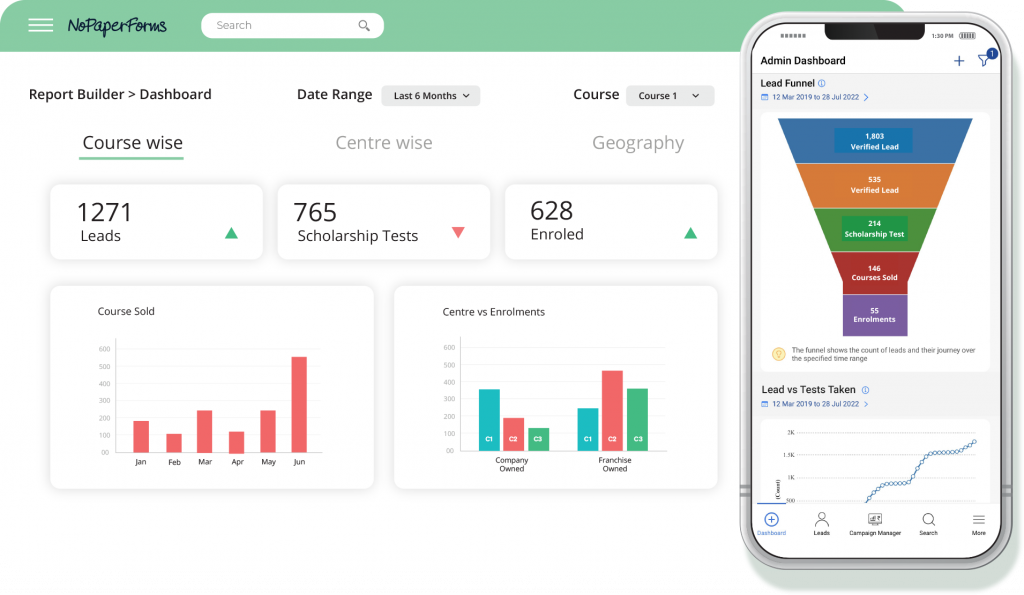 NoPaperForms
Search
Report Builder > Dashboard
Date Range
Last 6 Months
Course
Course 1
Course wise
Centre wise
Geography
1271
Leads
765
Scholarship Tests
628
Enroled
Course Sold
600
500
400
300
200
100
00
Jan Feb Mar Apr May Jun
Centre vs Enrolments
600
500
400
300
200
100
00
C1 C2 C3 C1 C2 C3
Company
Owned
Franchise
Owned
1:30 PM
Admin Dashboard
1
Lead Funnel
12 Mar 2019 to 28 Jul 2022
1,803
Verified Lead
535
Verified Lead
214
Scholarship Test
146
Courses Sold
55
Enrolments
The funnel shows the count of leads and their journey over
the specified time range
Lead vs Tests Taken
12 Mar 2019 to 28 Jul 2022
2K
1.5K
1K
500
(Count)
Dashboard Leads Campaign Manager Search More